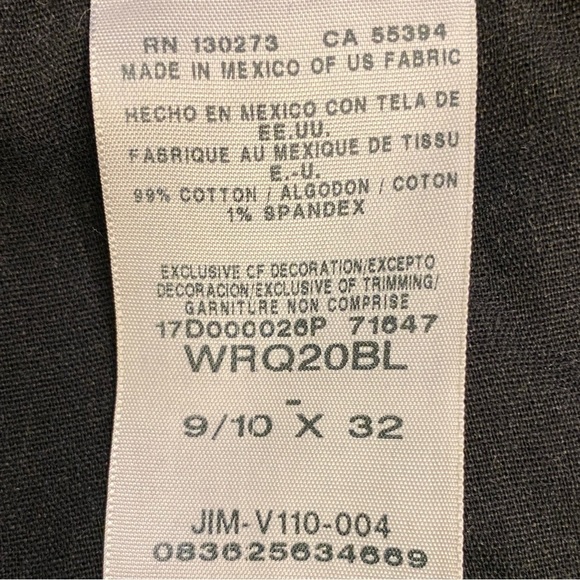 RN 130273 CA 55394
MADE IN MEXICO OF US FABRIC
HECHO EN MEXICO CON TELA DE
EE.UU.
FABRIQUE AU MEXIQUE DE TISSU
E.-U.
99% COTTON / ALGODON / COTON
1% SPANDEX
EXCLUSIVE OF DECORATION/EXCEPTO
DECORACION/EXCLUSIVE OF TRIMMING/
GARNITURE NON COMPRISE
17D000026P 71647
WRQ20BL
-
9/10 X 32
JIM-V110-004
083625634669